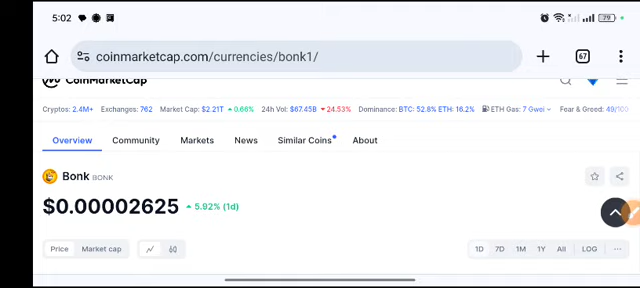 5:02 79
coinmarketcap.com/currencies/bonk1/ 67
CoinMarketCap
Cryptos: 2.4M+ Exchanges: 762 Market Cap: $2.21T 0.66% 24h Vol: $67.45B 24.53% Dominance: BTC: 52.8% ETH: 16.2% ETH Gas: 7 Gwei Fear & Greed: 49/100
Overview Community Markets News Similar Coins About
Bonk BONK
$0.00002625 5.92% (1d)
Price Market cap 1D 7D 1M 1Y All LOG ...